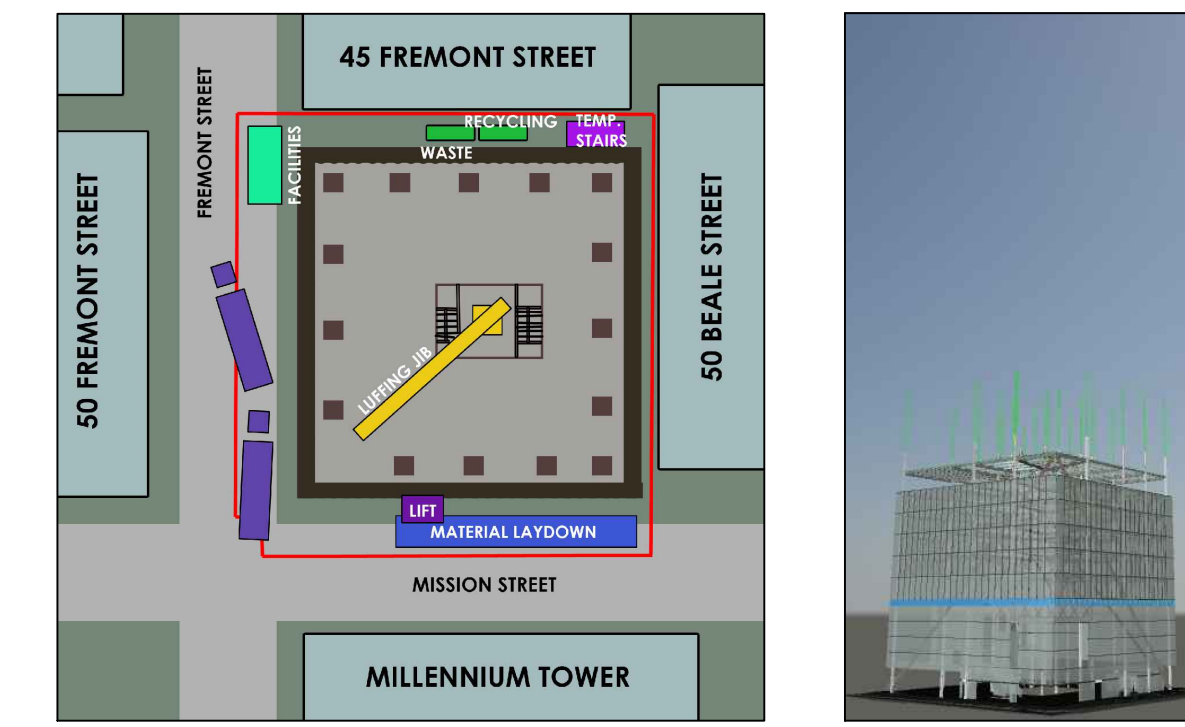 45 FREMONT STREET
FREMONT STREET
RECYCLING
TEMP.
STAIRS
WASTE
FACILITIES
50 FREMONT STREET
50 BEALE STREET
LUFFING JIB
LIFT
MATERIAL LAYDOWN
MISSION STREET
MILLENNIUM TOWER